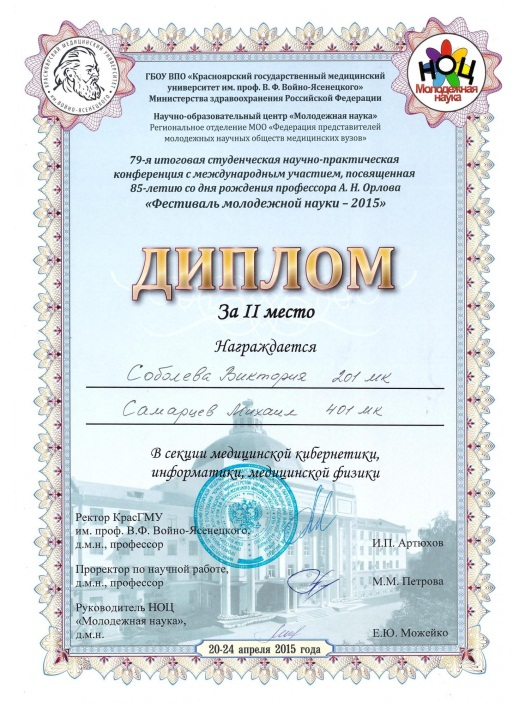 КРАСНОЯРСКИЙ МЕДИЦИНСКИЙ УНИВЕРСИТЕТ
НОЦ
Молодежная
наука
ГБОУ ВПО «Красноярский государственный медицинский
университет им. проф. В. Ф. Войно-Ясенецкого»
Министерства здравоохранения Российской Федерации
Научно-образовательный центр «Молодежная наука»
Региональное отделение МОО «Федерация представителей
молодежных научных обществ медицинских вузов»
79-я итоговая студенческая научно-практическая
конференция с международным участием, посвященная
85-летию со дня рождения профессора А. Н. Орлова
«Фестиваль молодежной науки – 2015»
ДИПЛОМ
За II место
Награждается
Соболева Виктория 201 мк
Самарцев Михаил 401 мк
В секции медицинской кибернетики,
информатики, медицинской физики
Ректор КрасГМУ
им. проф. В.Ф. Войно-Ясенецкого,
д.м.н., профессор
И.П. Артюхов
Проректор по научной работе,
д.м.н., профессор
М.М. Петрова
Руководитель НОЦ
«Молодежная наука»,
д.м.н.
Е.Ю. Можейко
20-24 апреля 2015 года